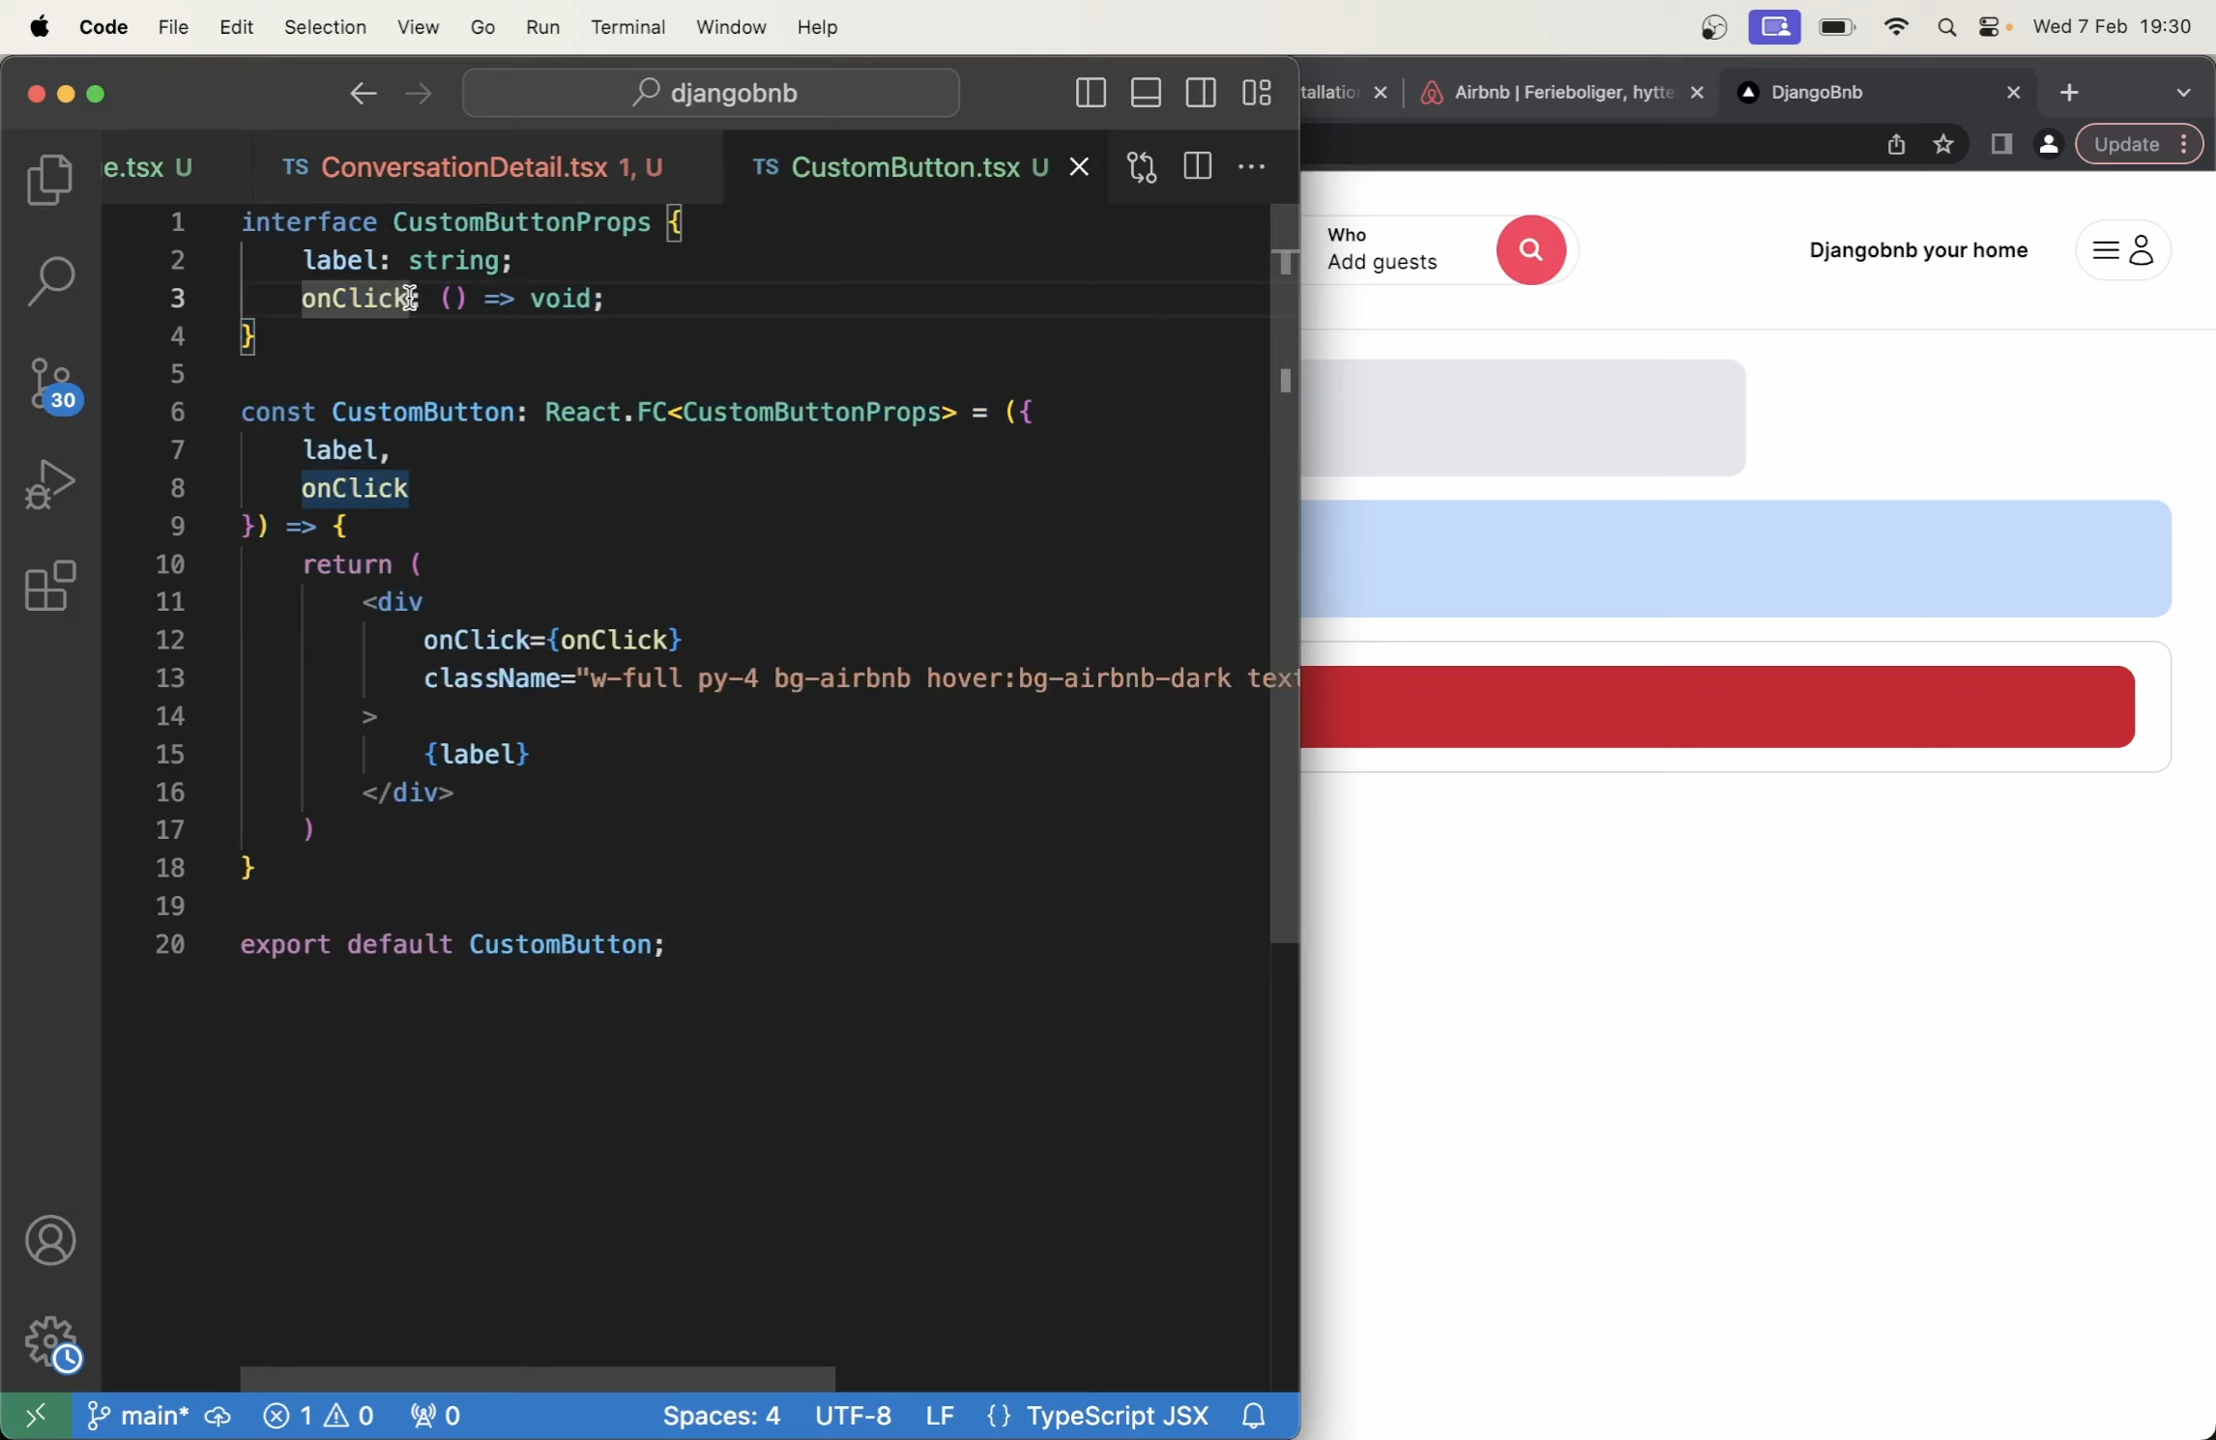 Code File Edit Selection View Go Run Terminal Window Help Wed 7 Feb 19:30
djangobnb
Airbnb | Ferieboliger, hytte
DjangoBnb
Update
e.tsx U
TS ConversationDetail.tsx 1, U
TS CustomButton.tsx U
1 interface CustomButtonProps {
2 label: string;
3 onClick: () => void;
4 }
5
6 const CustomButton: React.FC<CustomButtonProps> = ({
7 label,
8 onClick
9 }) => {
10 return (
11 <div
12 onClick={onClick}
13 className="w-full py-4 bg-airbnb hover:bg-airbnb-dark text
14 >
15 {label}
16 </div>
17 )
18 }
19
20 export default CustomButton;
30
Who
Add guests
Djangobnb your home
main* 1 0 0 Spaces: 4 UTF-8 LF {} TypeScript JSX